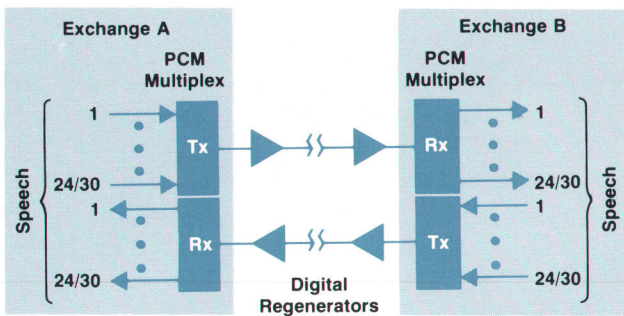 Exchange A
Exchange B
PCM
Multiplex
PCM
Multiplex
Speech
1
24/30
1
24/30
Tx
Rx
Rx
Tx
1
24/30
1
24/30
Speech
Digital
Regenerators